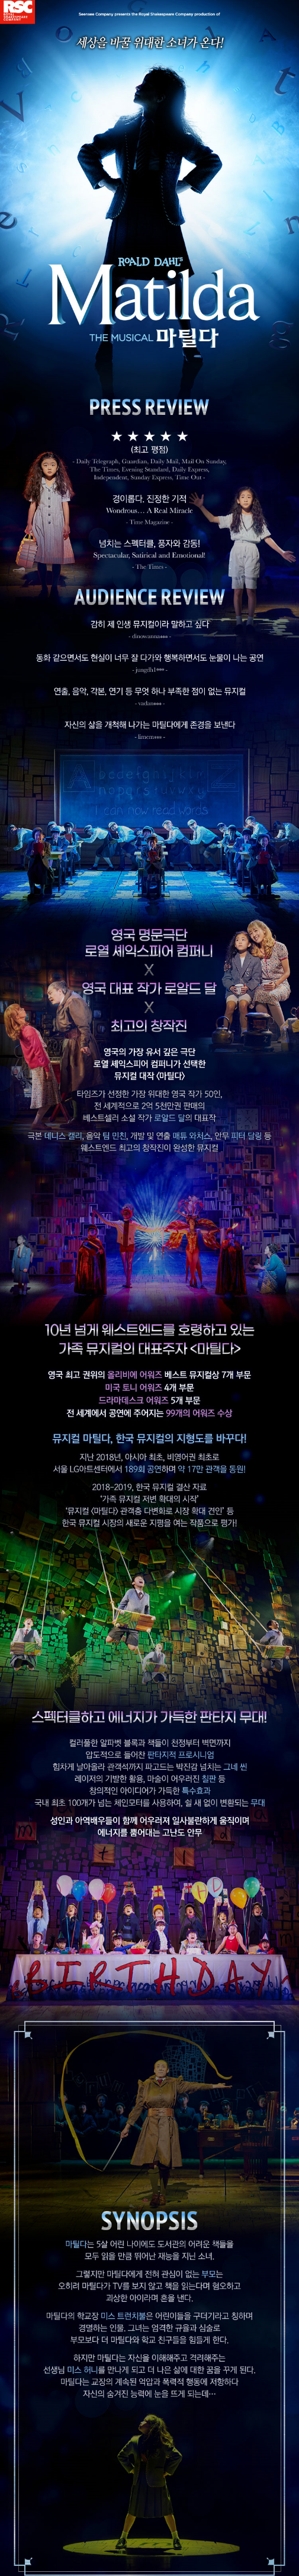 RSC
ROYAL
SHAKESPEARE
COMPANY
Seensee Company presents the Royal Shakespeare Company production of
세상을 바꿀 위대한 소녀가 온다!
ROALD DAHL'S
Matilda
THE MUSICAL 마틸다
PRESS REVIEW
★ ★ ★ ★ ★
(최고 평점)
- Daily Telegraph, Guardian, Daily Mail, Mail On Sunday,
The Times, Evening Standard, Daily Express,
Independent, Sunday Express, Time Out -
경이롭다, 진정한 기적
Wondrous... A Real Miracle
- Time Magazine -
넘치는 스펙터클, 풍자와 감동!
Spectacular, Satirical and Emotional!
- The Times -
AUDIENCE REVIEW
감히 제 인생 뮤지컬이라 말하고 싶다
동화 같으면서도 현실이 너무 잘 다가와 행복하면서도 눈물이 나는 공연
- jungdh1*** -
연출, 음악, 각본, 연기 등 무엇 하나 부족한 점이 없는 뮤지컬
자신의 삶을 개척해 나가는 마틸다에게 존경을 보낸다
I can now read words
영국 명문극단
로열 셰익스피어 컴퍼니
X
영국 대표 작가 로알드 달
X
최고의 창작진
영국의 가장 유서 깊은 극단
로열 셰익스피어 컴퍼니가 선택한
뮤지컬 대작 <마틸다>
타임즈가 선정한 가장 위대한 영국 작가 50인,
전 세계적으로 2억 5천만권 판매의
베스트셀러 소설 작가 로알드 달의 대표작
극본 데니스 켈리, 음악 팀 민친, 개발 및 연출 매튜 와처스, 안무 피터 달링 등
웨스트엔드 최고의 창작진이 완성한 뮤지컬
10년 넘게 웨스트엔드를 호령하고 있는
가족 뮤지컬의 대표주자 <마틸다>
영국 최고 권위의 올리비에 어워즈 베스트 뮤지컬상 7개 부문
미국 토니 어워즈 4개 부문
드라마데스크 어워즈 5개 부문
전 세계에서 공연에 주어지는 99개의 어워즈 수상
뮤지컬 마틸다, 한국 뮤지컬의 지형도를 바꾸다!
지난 2018년, 아시아 최초, 비영어권 최초로
서울 LG아트센터에서 189회 공연하며 약 17만 관객을 동원!
2018-2019, 한국 뮤지컬 결산 자료
'가족 뮤지컬 저변 확대의 시작'
'뮤지컬 <마틸다> 관객층 다변화로 시장 확대 견인' 등
한국 뮤지컬 시장의 새로운 지평을 여는 작품으로 평가!
스펙터클하고 에너지가 가득한 판타지 무대!
컬러풀한 알파벳 블록과 책들이 천정부터 벽면까지
압도적으로 들어찬 판타지적 프로시니엄
힘차게 날아올라 관객석까지 파고드는 박진감 넘치는 그네 씬
레이저의 기발한 활용, 마술이 어우러진 칠판 등
창의적인 아이디어가 가득한 특수효과
국내 최초 100개가 넘는 체인모터를 사용하여, 쉴 새 없이 변환되는 무대
성인과 아역배우들이 함께 어우러져 일사불란하게 움직이며
에너지를 뿜어내는 고난도 안무
BIRTHDAY
SYNOPSIS
마틸다는 5살 어린 나이에도 도서관의 어려운 책들을
모두 읽을 만큼 뛰어난 재능을 지닌 소녀.
그렇지만 마틸다에게 전혀 관심이 없는 부모는
오히려 마틸다가 TV를 보지 않고 책을 읽는다며 혐오하고
괴상한 아이라며 혼을 낸다.
마틸다의 학교장 미스 트런치불은 어린이들을 구더기라고 칭하며
경멸하는 인물. 그녀는 엄격한 규율과 심술로
부모보다 더 마틸다와 학교 친구들을 힘들게 한다.
하지만 마틸다는 자신을 이해해주고 격려해주는
선생님 미스 허니를 만나게 되고 더 나은 삶에 대한 꿈을 꾸게 된다.
마틸다는 교장의 계속된 억압과 폭력적 행동에 저항하다
자신의 숨겨진 능력에 눈을 뜨게 되는데…